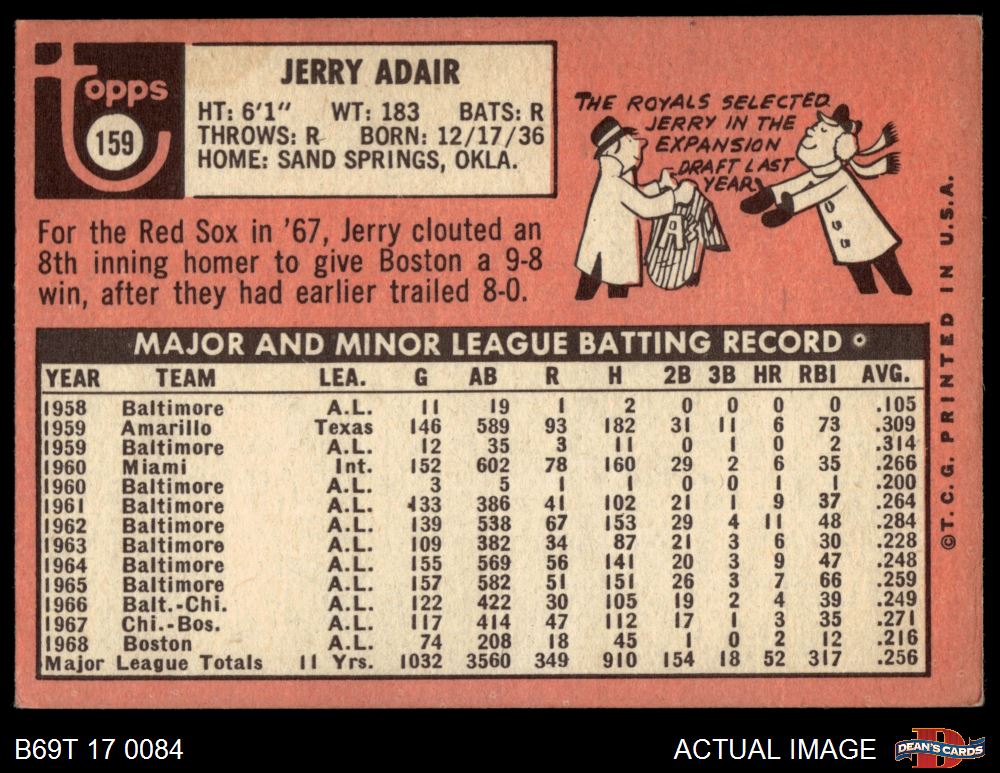 Topps
159
JERRY ADAIR
HT: 6'1" WT: 183 BATS: R
THROWS: R BORN: 12/17/36
HOME: SAND SPRINGS, OKLA.
THE ROYALS SELECTED
JERRY IN THE
EXPANSION
DRAFT LAST
YEAR
For the Red Sox in '67, Jerry clouted an
8th inning homer to give Boston a 9-8
win, after they had earlier trailed 8-0.
MAJOR AND MINOR LEAGUE BATTING RECORD
YEAR TEAM LEA. G AB R H 2B 3B HR RBI AVG.
1958 Baltimore A.L. 11 19 1 2 0 0 0 0 .105
1959 Amarillo Texas 146 589 93 182 31 11 6 73 .309
1959 Baltimore A.L. 12 35 3 11 0 1 0 2 .314
1960 Miami Int. 152 602 78 160 29 2 6 35 .266
1960 Baltimore A.L. 3 5 1 1 0 0 1 1 .200
1961 Baltimore A.L. 133 386 41 102 21 1 9 37 .264
1962 Baltimore A.L. 139 538 67 153 29 4 11 48 .284
1963 Baltimore A.L. 109 382 34 87 21 3 6 30 .228
1964 Baltimore A.L. 155 569 56 141 20 3 9 47 .248
1965 Baltimore A.L. 157 582 51 151 26 3 7 66 .259
1966 Balt.-Chi. A.L. 122 422 30 105 19 2 4 39 .249
1967 Chi.-Bos. A.L. 117 414 47 112 17 1 3 35 .271
1968 Boston A.L. 74 208 18 45 1 0 2 12 .216
Major League Totals 11 Yrs. 1032 3560 349 910 154 18 52 317 .256
©T. C. G. PRINTED IN U.S.A.
B69T 17 0084
ACTUAL IMAGE
D
DEAN'S CARDS